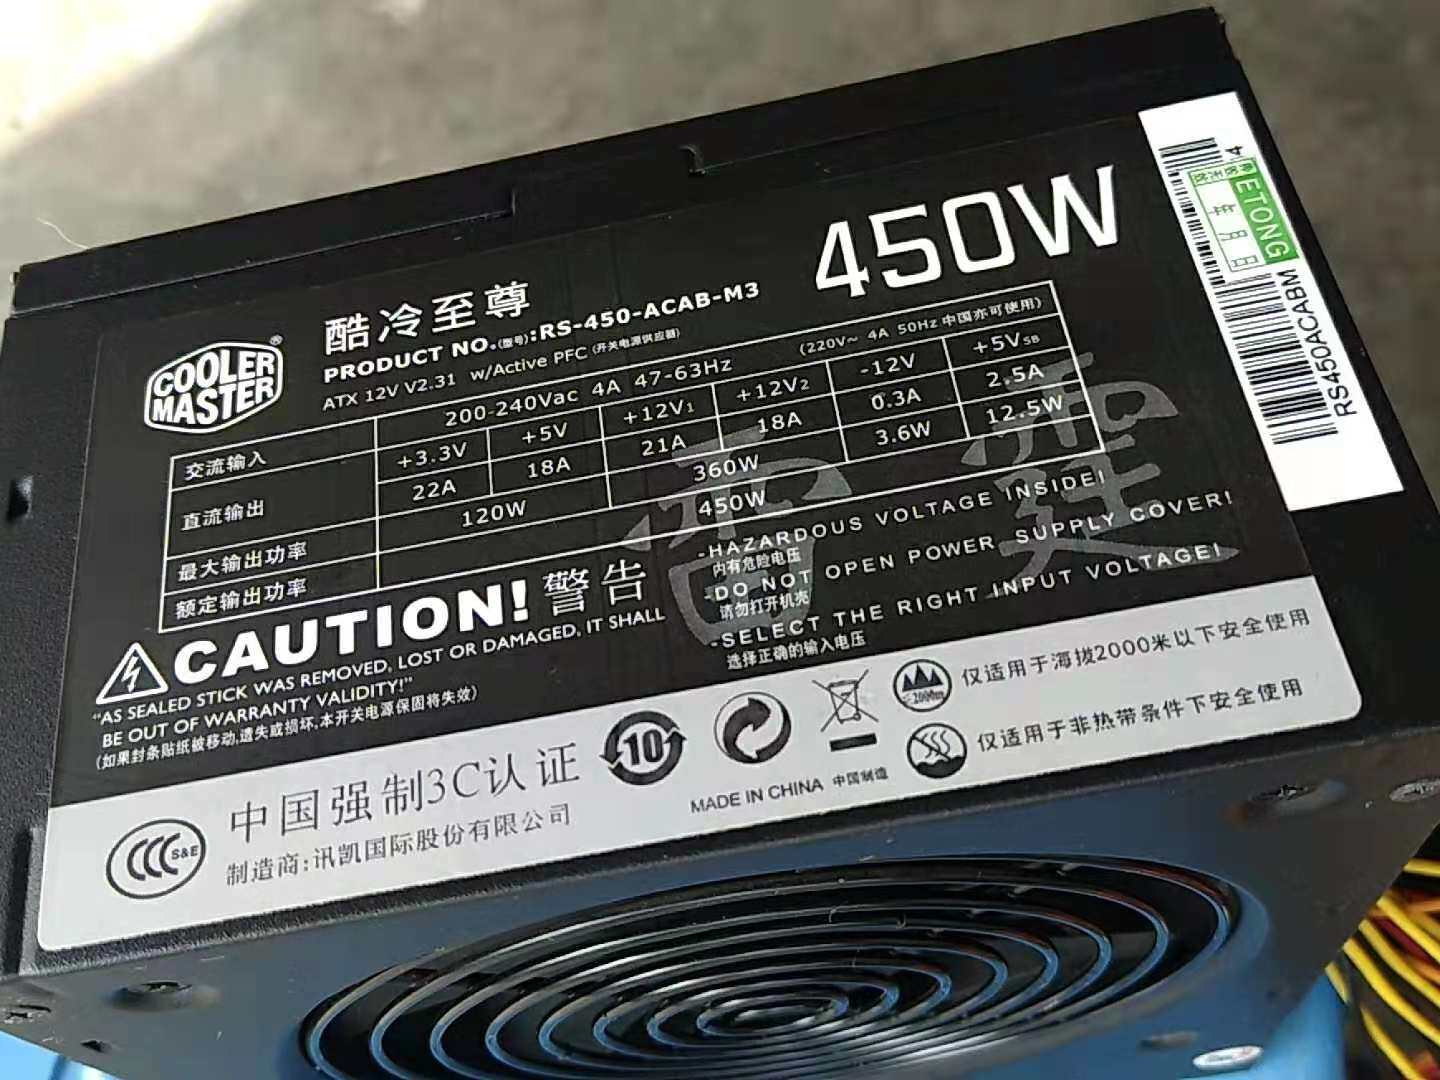 COOLER MASTER ®
酷冷至尊
PRODUCT NO.(型号):RS-450-ACAB-M3
ATX 12V V2.31 w/Active PFC (开关电源供应器)
450W
交流输入 200-240Vac 4A 47-63Hz (220V~ 4A 50Hz 中国亦可使用)
直流输出 +3.3V +5V +12V1 +12V2 -12V +5VSB
22A 18A 21A 18A 0.3A 2.5A
最大输出功率 120W 360W 3.6W 12.5W
额定输出功率 450W
雷霆
CAUTION! 警告
"AS SEALED STICK WAS REMOVED, LOST OR DAMAGED, IT SHALL
BE OUT OF WARRANTY VALIDITY!"
(如果封条贴纸被移动,遗失或损坏,本开关电源保固将失效)
-HAZARDOUS VOLTAGE INSIDE!
内有危险电压
-DO NOT OPEN POWER SUPPLY COVER!
请勿打开机壳
-SELECT THE RIGHT INPUT VOLTAGE!
选择正确的输入电压
CCC S&E
中国强制3C认证
制造商:讯凯国际股份有限公司
10
MADE IN CHINA 中国制造
≤2000m
仅适用于海拔2000米以下安全使用
仅适用于非热带条件下安全使用
4
ETONG
年 月 日
RS450ACABM